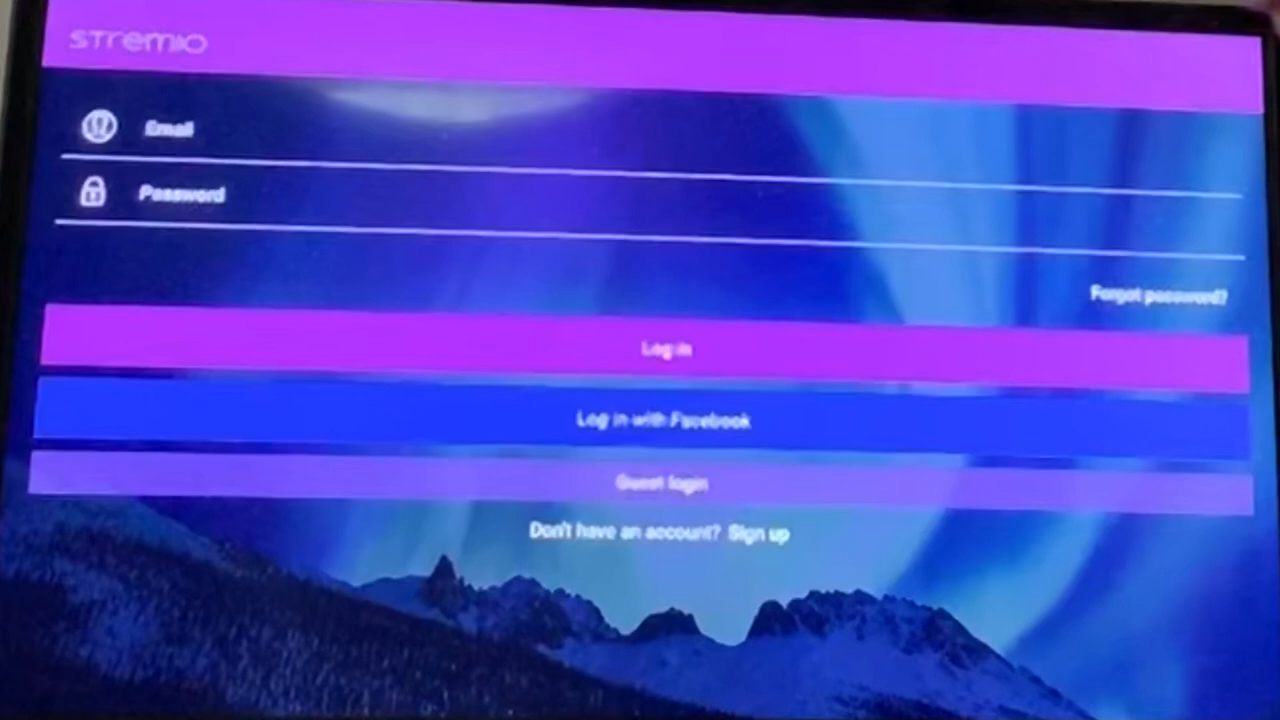 stremio
Email
Password
Forgot password?
Log in
Log in with Facebook
Guest login
Don't have an account? Sign up